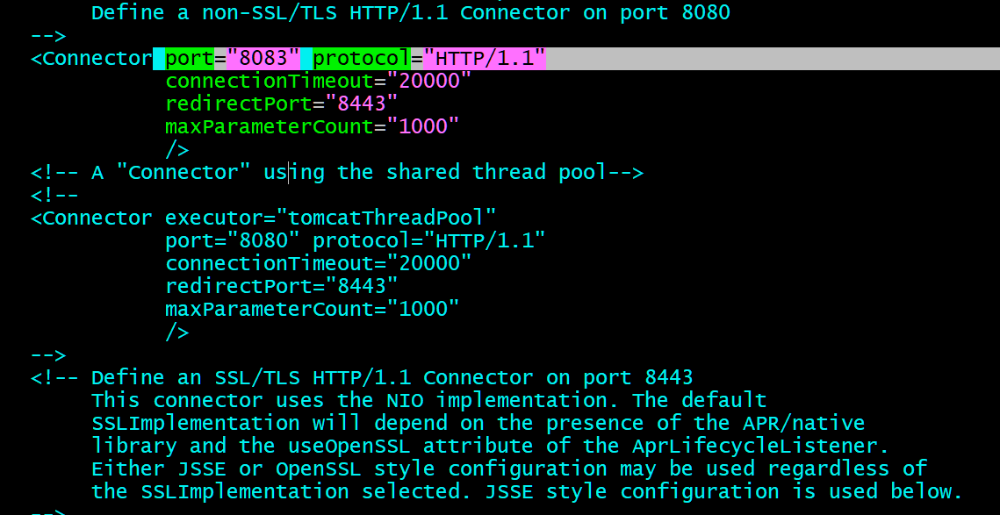 Define a non-SSL/TLS HTTP/1.1 Connector on port 8080
-->
<Connector port="8083" protocol="HTTP/1.1"
connectionTimeout="20000"
redirectPort="8443"
maxParameterCount="1000"
/>
<!-- A "Connector" using the shared thread pool-->
<!--
<Connector executor="tomcatThreadPool"
port="8080" protocol="HTTP/1.1"
connectionTimeout="20000"
redirectPort="8443"
maxParameterCount="1000"
/>
-->
<!-- Define an SSL/TLS HTTP/1.1 Connector on port 8443
This connector uses the NIO implementation. The default
SSLImplementation will depend on the presence of the APR/native
library and the useOpenSSL attribute of the AprLifecycleListener.
Either JSSE or OpenSSL style configuration may be used regardless of
the SSLImplementation selected. JSSE style configuration is used below.
-->